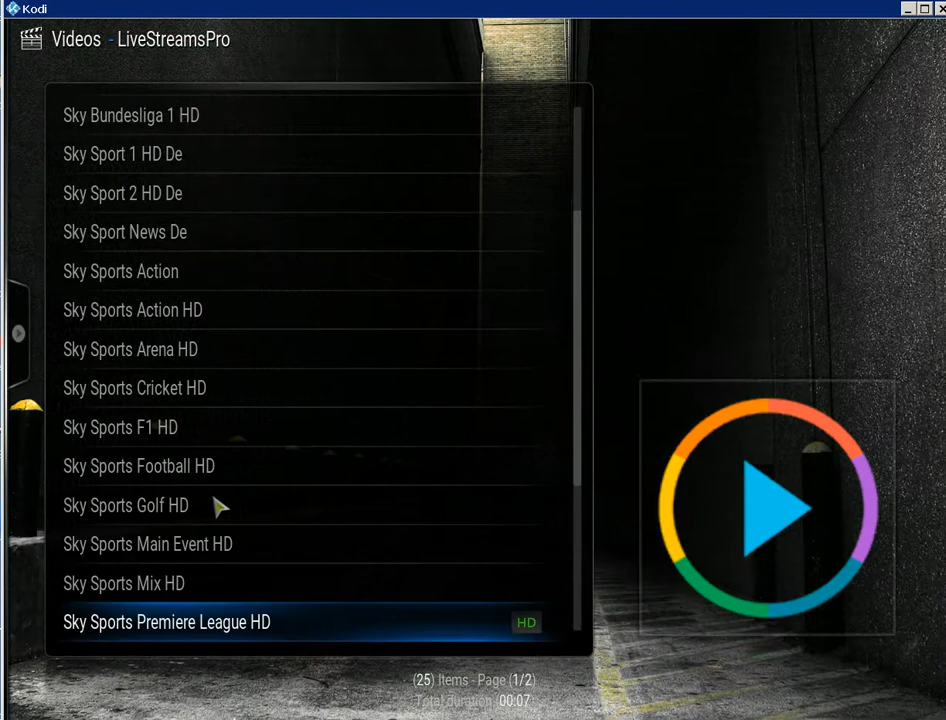 Kodi
Videos - LiveStreamsPro
Sky Bundesliga 1 HD
Sky Sport 1 HD De
Sky Sport 2 HD De
Sky Sport News De
Sky Sports Action
Sky Sports Action HD
Sky Sports Arena HD
Sky Sports Cricket HD
Sky Sports F1 HD
Sky Sports Football HD
Sky Sports Golf HD
Sky Sports Main Event HD
Sky Sports Mix HD
Sky Sports Premiere League HD HD
(25) Items - Page (1/2)
Total duration 00:07